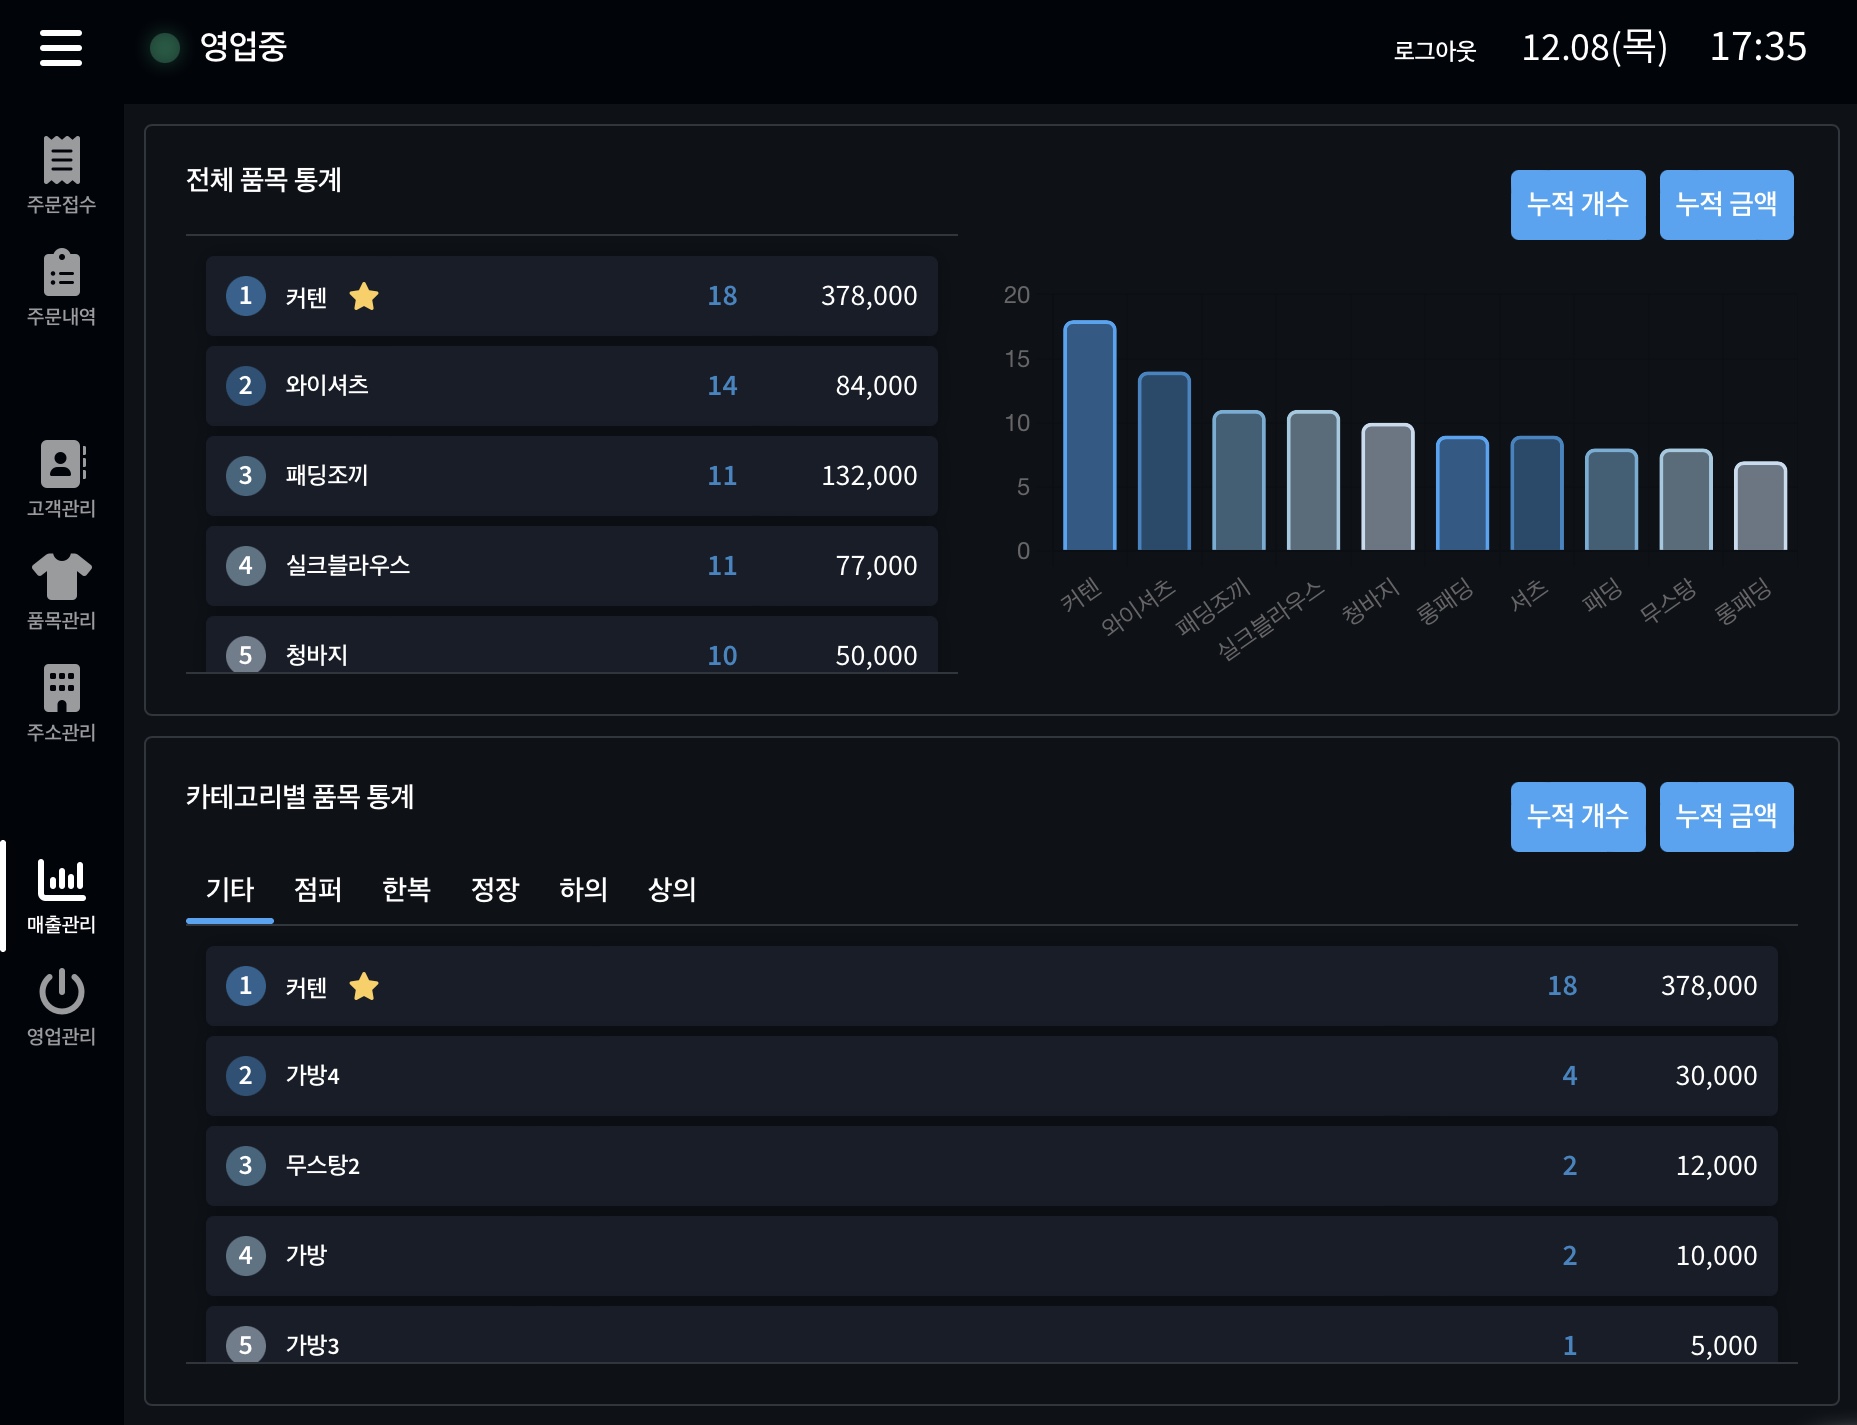 영업중
로그아웃 12.08(목) 17:35
주문접수
주문내역
고객관리
품목관리
주소관리
매출관리
영업관리
전체 품목 통계
누적 개수 누적 금액
1 커텐 18 378,000
2 와이셔츠 14 84,000
3 패딩조끼 11 132,000
4 실크블라우스 11 77,000
5 청바지 10 50,000
20
15
10
5
0
커텐 와이셔츠 패딩조끼 실크블라우스 청바지 롱패딩 셔츠 패딩 무스탕 롱패딩
카테고리별 품목 통계
누적 개수 누적 금액
기타 점퍼 한복 정장 하의 상의
1 커텐 18 378,000
2 가방4 4 30,000
3 무스탕2 2 12,000
4 가방 2 10,000
5 가방3 1 5,000